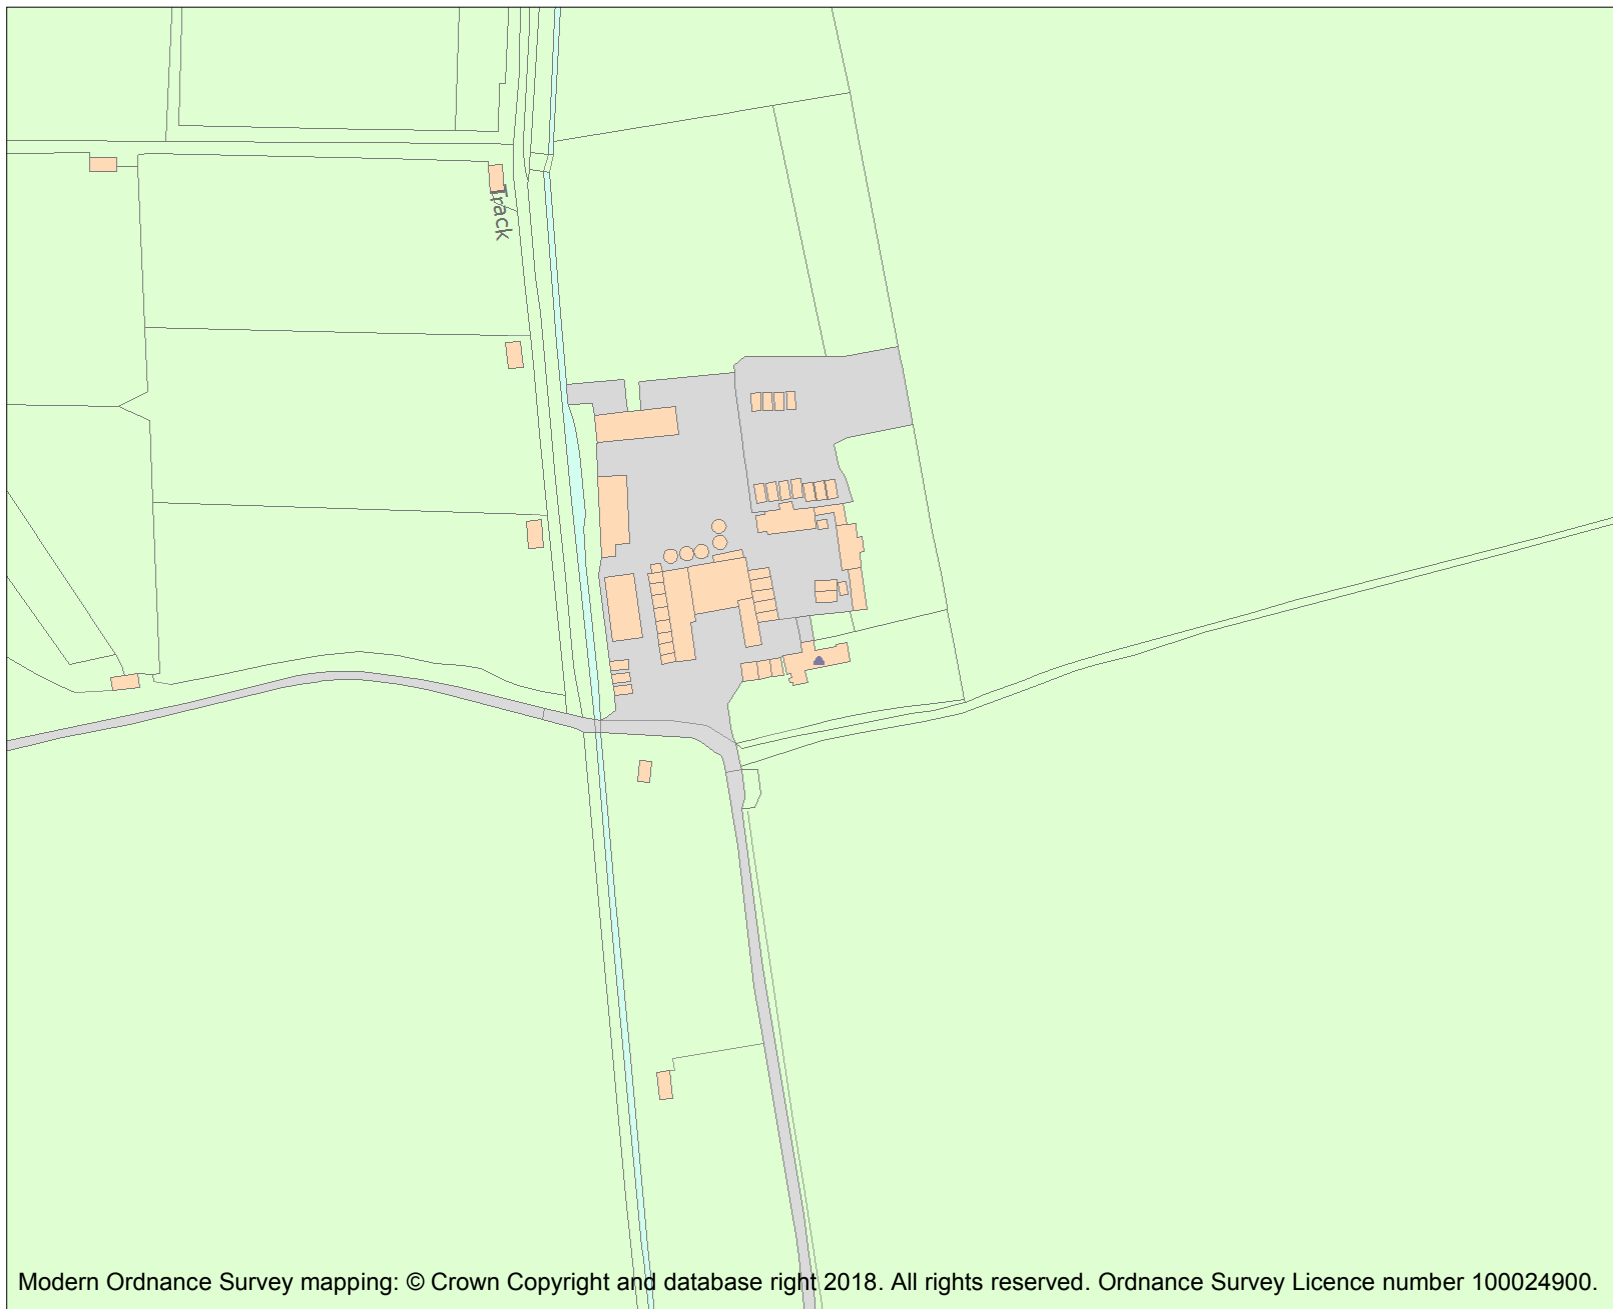 Track
Modern Ordnance Survey mapping: © Crown Copyright and database right 2018. All rights reserved. Ordnance Survey Licence number 100024900.